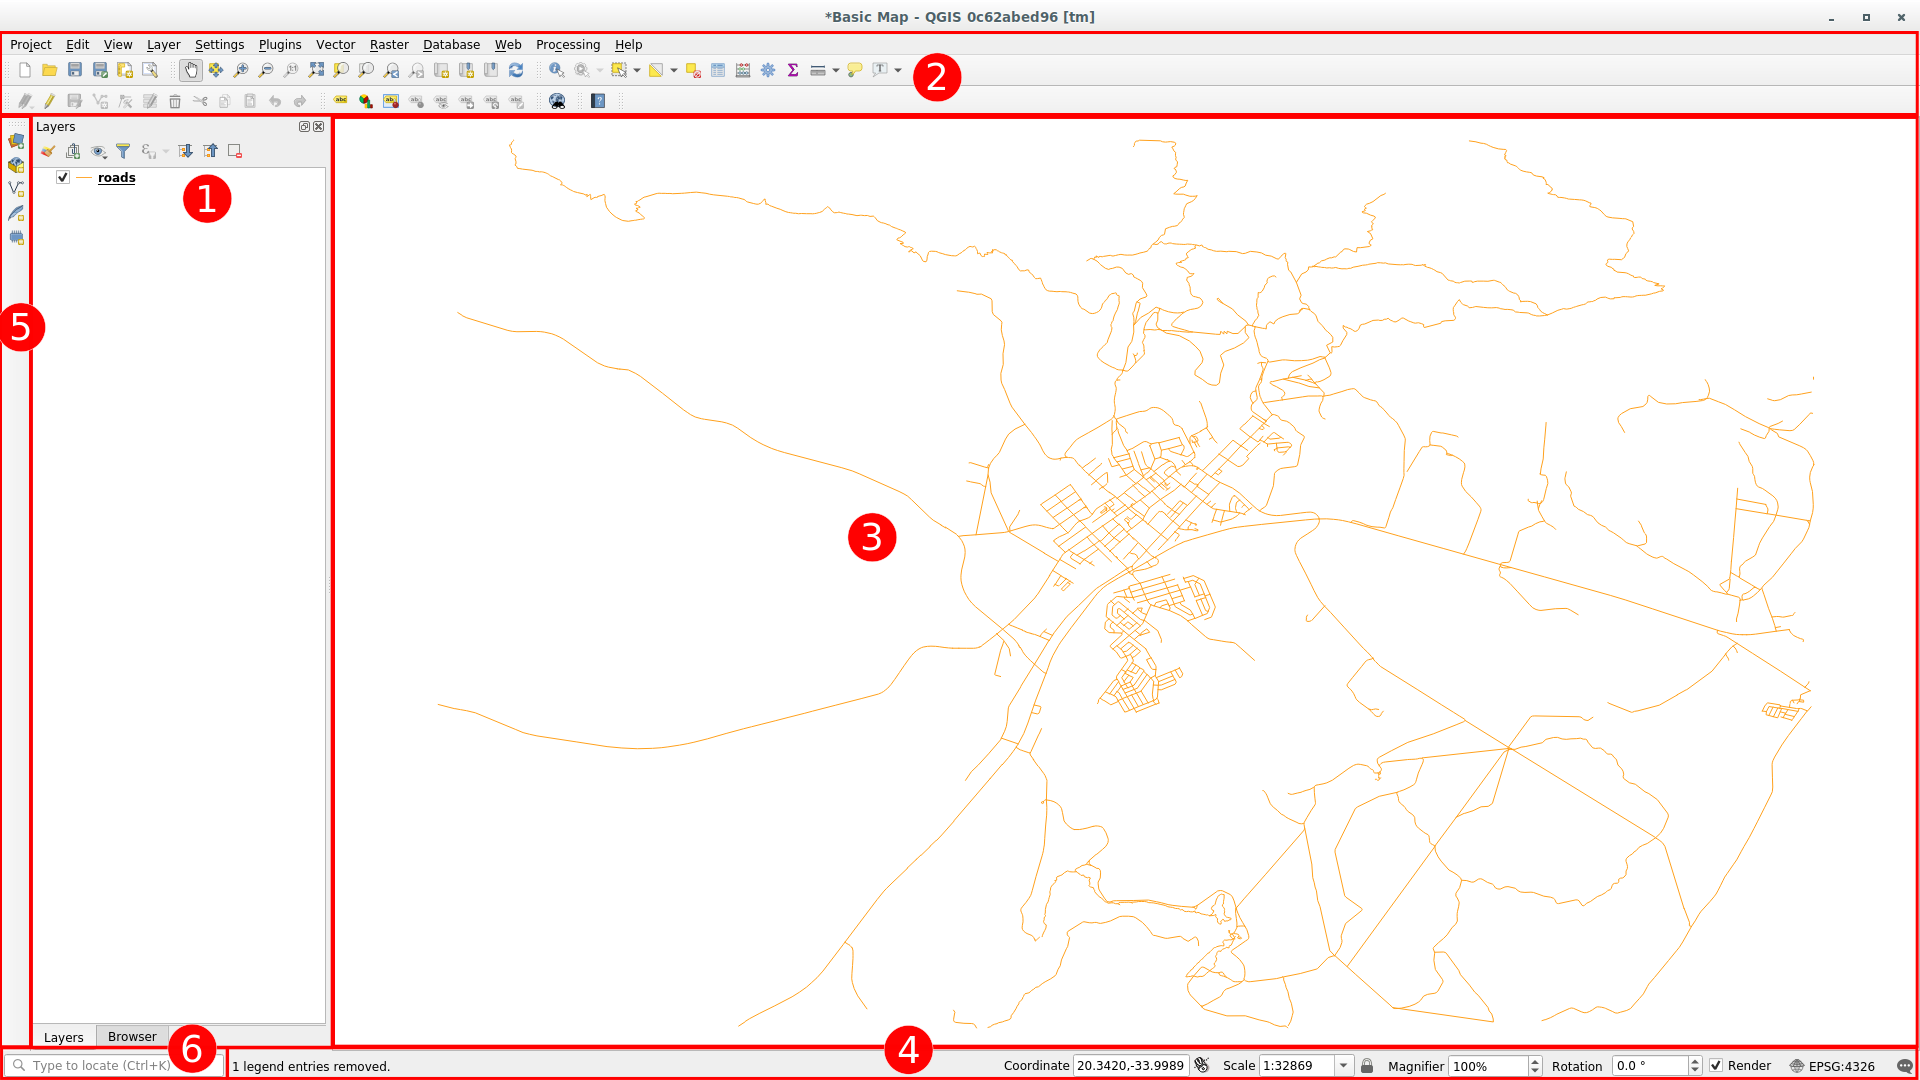 *Basic Map - QGIS 0c62abed96 [tm]
Project Edit View Layer Settings Plugins Vector Raster Database Web Processing Help
2
Layers
roads
1
5
3
Layers Browser
6
4
Type to locate (Ctrl+K) 1 legend entries removed. Coordinate 20.3420,-33.9989 Scale 1:32869 Magnifier 100% Rotation 0.0 ° Render EPSG:4326